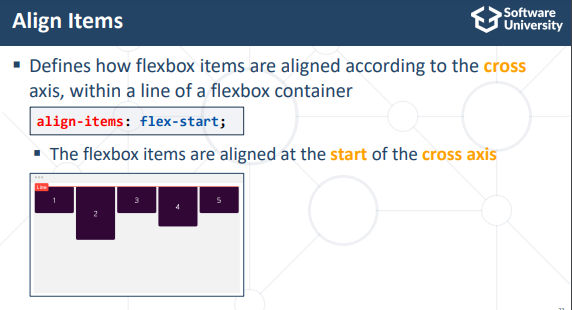 Align Items
Software
University
▪ Defines how flexbox items are aligned according to the cross
axis, within a line of a flexbox container
align-items: flex-start;
▪ The flexbox items are aligned at the start of the cross axis
line
1
2
3
4
5